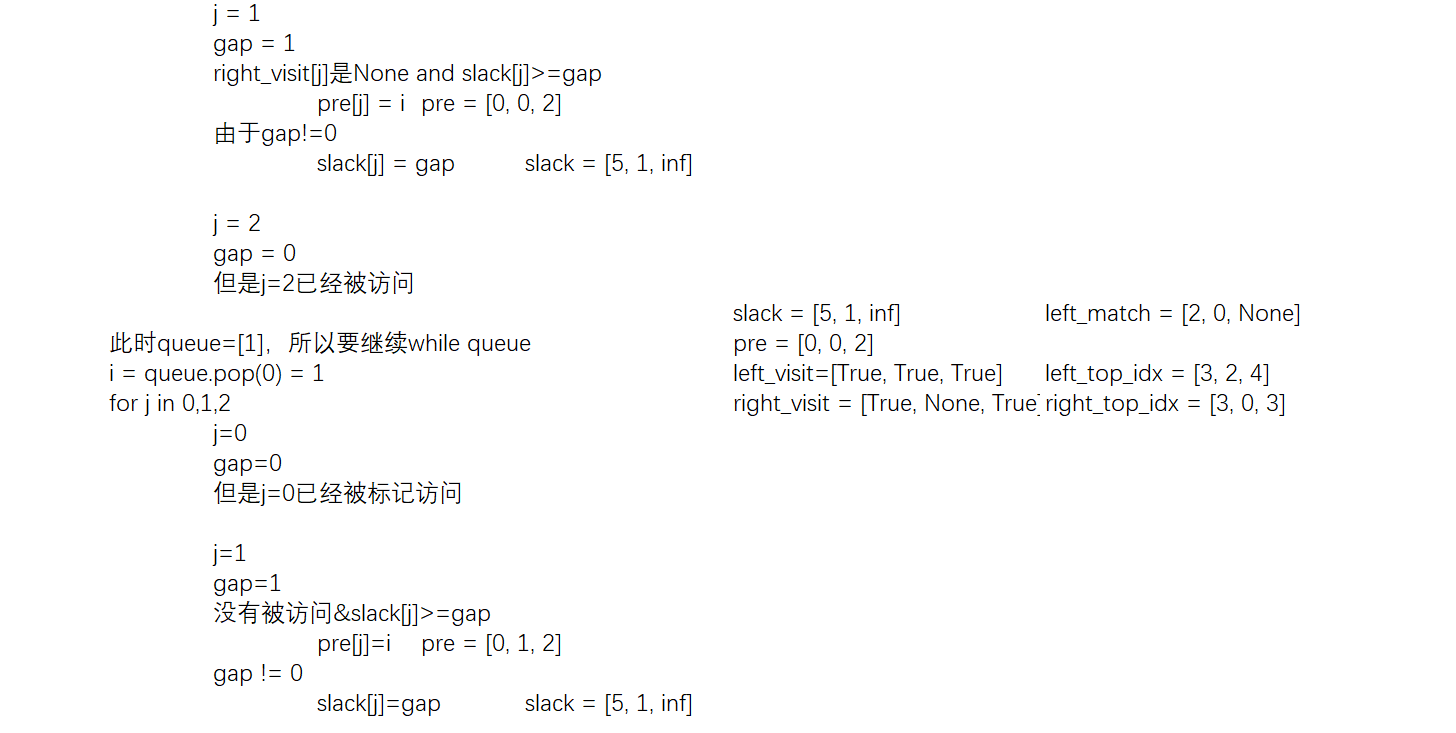 j = 1
gap = 1
right_visit[j]是None and slack[j]>=gap
pre[j] = i pre = [0, 0, 2]
由于gap!=0
slack[j] = gap slack = [5, 1, inf]
j = 2
gap = 0
但是j=2已经被访问
slack = [5, 1, inf] left_match = [2, 0, None]
此时queue=[1]，所以要继续while queue pre = [0, 0, 2]
i = queue.pop(0) = 1 left_visit=[True, True, True] left_top_idx = [3, 2, 4]
for j in 0,1,2 right_visit = [True, None, True] right_top_idx = [3, 0, 3]
j=0
gap=0
但是j=0已经被标记访问
j=1
gap=1
没有被访问&slack[j]>=gap
pre[j]=i pre = [0, 1, 2]
gap != 0
slack[j]=gap slack = [5, 1, inf]